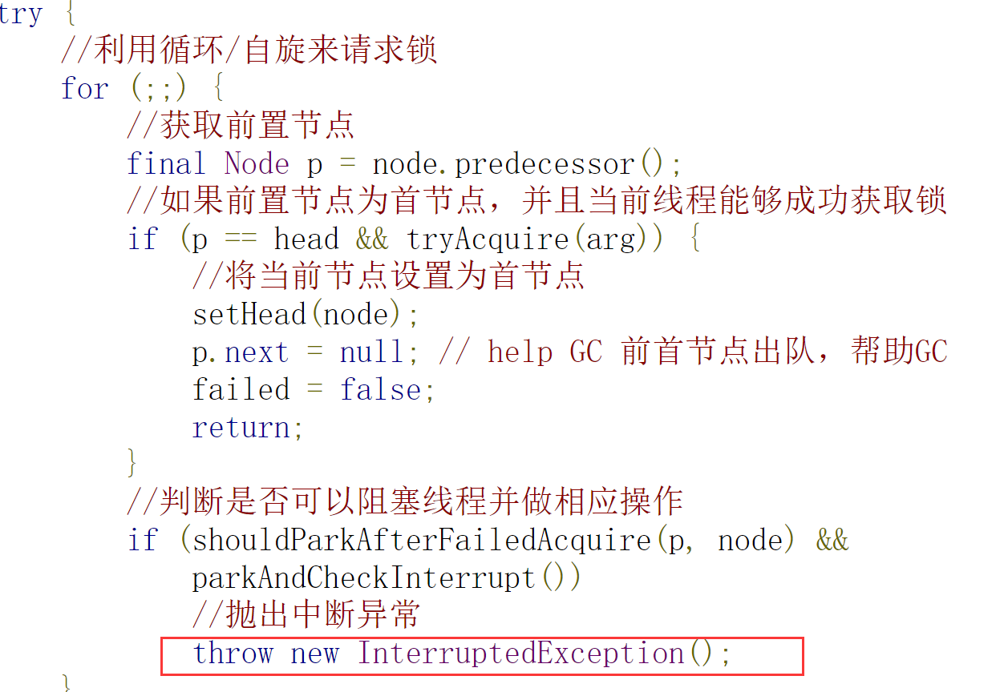 try {
//利用循环/自旋来请求锁
for (;;) {
//获取前置节点
final Node p = node.predecessor();
//如果前置节点为首节点，并且当前线程能够成功获取锁
if (p == head && tryAcquire(arg)) {
//将当前节点设置为首节点
setHead(node);
p.next = null; // help GC 前首节点出队，帮助GC
failed = false;
return;
}
//判断是否可以阻塞线程并做相应操作
if (shouldParkAfterFailedAcquire(p, node) &&
parkAndCheckInterrupt())
//抛出中断异常
throw new InterruptedException();
}